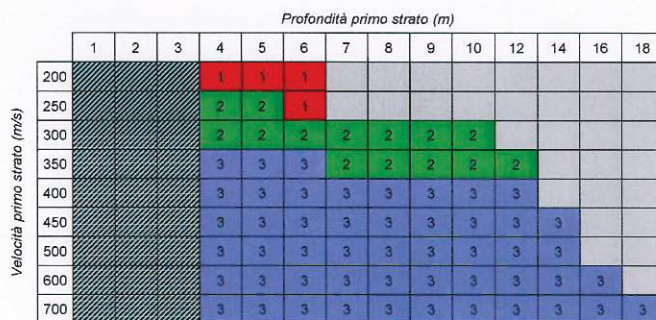 Profondità primo strato (m)
1 2 3 4 5 6 7 8 9 10 12 14 16 18
Velocità primo strato (m/s)
200 1 1 1
250 2 2 1
300 2 2 2 2 2 2 2
350 3 3 3 2 2 2 2 2
400 3 3 3 3 3 3 3 3
450 3 3 3 3 3 3 3 3 3
500 3 3 3 3 3 3 3 3 3
600 3 3 3 3 3 3 3 3 3 3
700 3 3 3 3 3 3 3 3 3 3 3